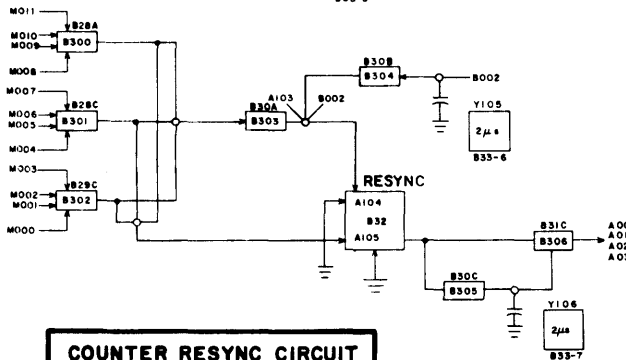 M011
B28A
M010
M009
B300
M008
M007
B28C
M006
M005
B301
M004
M003
B29C
M002
M001
B302
M000
A103
B002
B30A
B303
B30B
B304
B002
Y105
2μs
B33-6
RESYNC
A104
B32
A105
B31C
B306
B30C
B305
Y106
2μs
B33-7
COUNTER RESYNC CIRCUIT